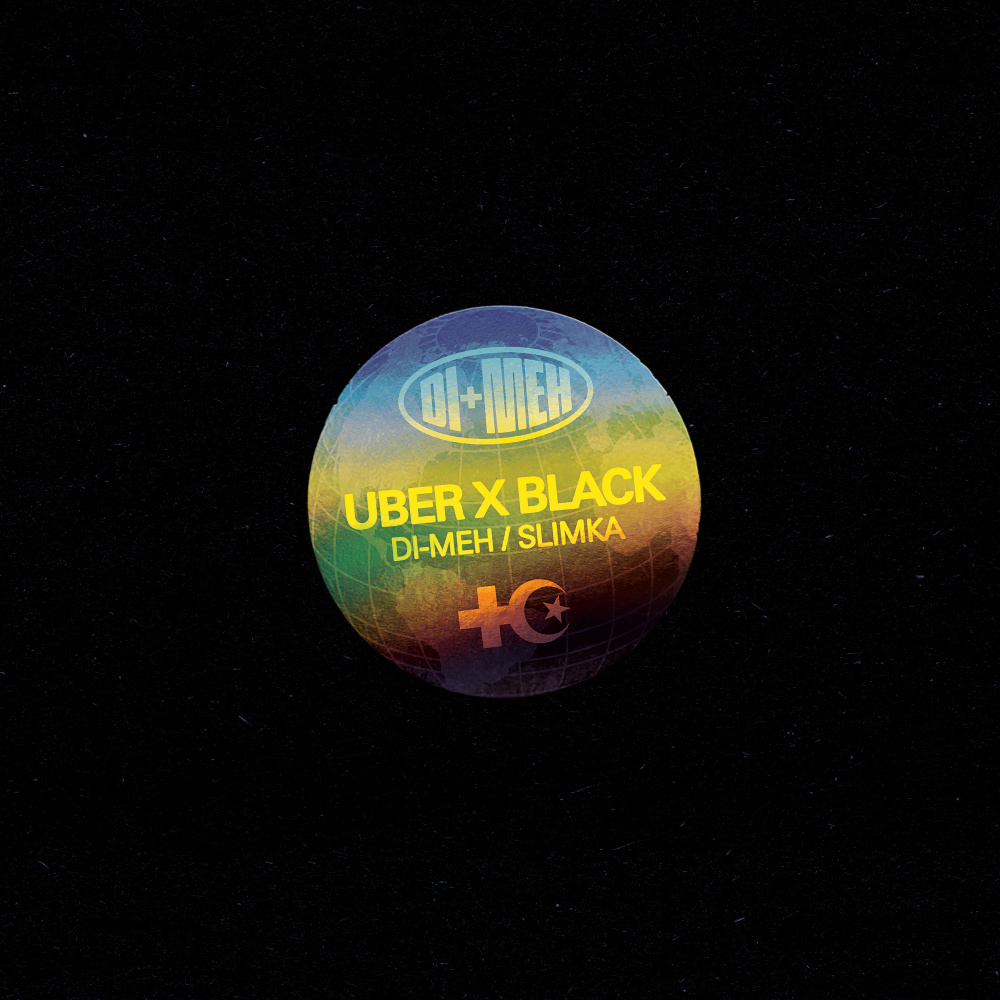 DI+MEH
UBER X BLACK
DI-MEH / SLIMKA